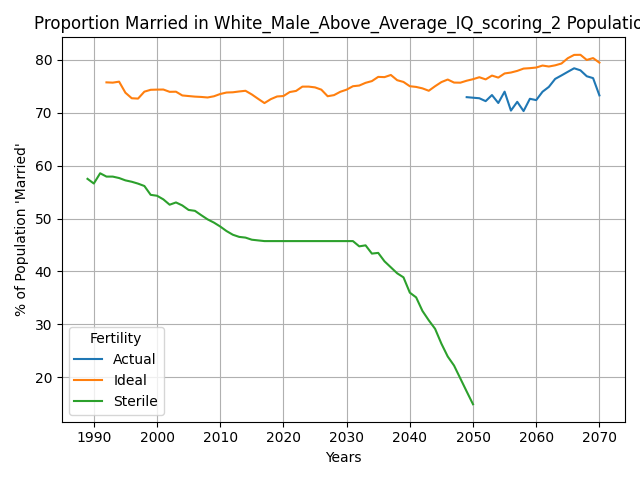 Proportion Married in White_Male_Above_Average_IQ_scoring_2 Populatio
% of Population 'Married'
80
70
60
50
40
30
20
Fertility
Actual
Ideal
Sterile
1990 2000 2010 2020 2030 2040 2050 2060 2070
Years